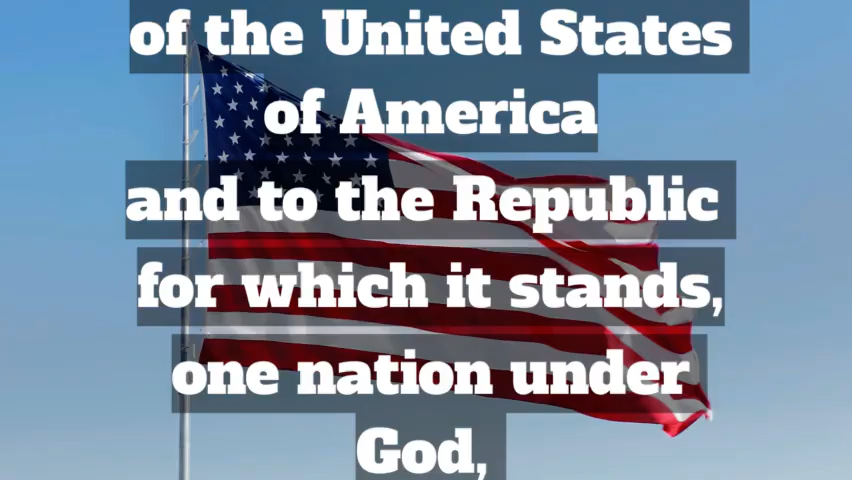 of the United States
of America
and to the Republic
for which it stands,
one nation under
God,